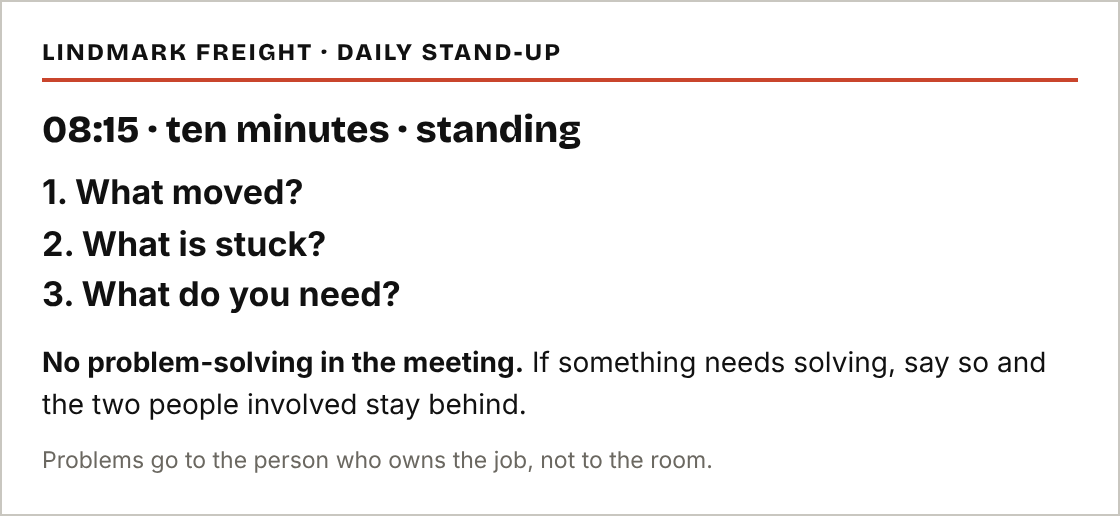 LINDMARK FREIGHT · DAILY STAND-UP
08:15 · ten minutes · standing
1. What moved?
2. What is stuck?
3. What do you need?
No problem-solving in the meeting. If something needs solving, say so and
the two people involved stay behind.
Problems go to the person who owns the job, not to the room.